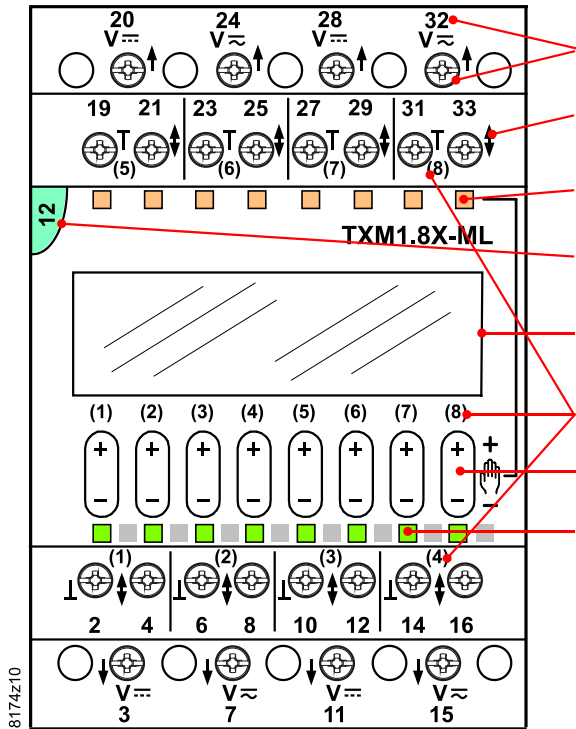 20 24 28 32
V⎓ V≂ V⎓ V≂
19 21 23 25 27 29 31 33
(5) (6) (7) (8)
12
TXM1.8X-ML
(1) (2) (3) (4) (5) (6) (7) (8)
+ + + + + + + + +
− − − − − − − − −
(1) (2) (3) (4)
2 4 6 8 10 12 14 16
V⎓ V≂ V⎓ V≂
3 7 11 15
8174z10